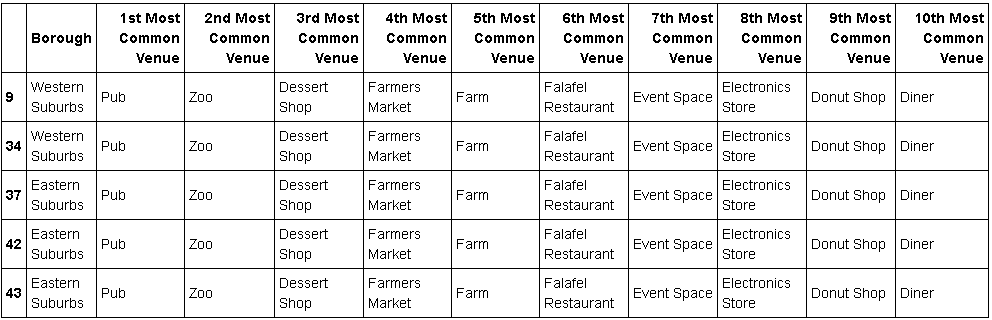 Borough 1st Most Common Venue 2nd Most Common Venue 3rd Most Common Venue 4th Most Common Venue 5th Most Common Venue 6th Most Common Venue 7th Most Common Venue 8th Most Common Venue 9th Most Common Venue 10th Most Common Venue
9 Western Suburbs Pub Zoo Dessert Shop Farmers Market Farm Falafel Restaurant Event Space Electronics Store Donut Shop Diner
34 Western Suburbs Pub Zoo Dessert Shop Farmers Market Farm Falafel Restaurant Event Space Electronics Store Donut Shop Diner
37 Eastern Suburbs Pub Zoo Dessert Shop Farmers Market Farm Falafel Restaurant Event Space Electronics Store Donut Shop Diner
42 Eastern Suburbs Pub Zoo Dessert Shop Farmers Market Farm Falafel Restaurant Event Space Electronics Store Donut Shop Diner
43 Eastern Suburbs Pub Zoo Dessert Shop Farmers Market Farm Falafel Restaurant Event Space Electronics Store Donut Shop Diner